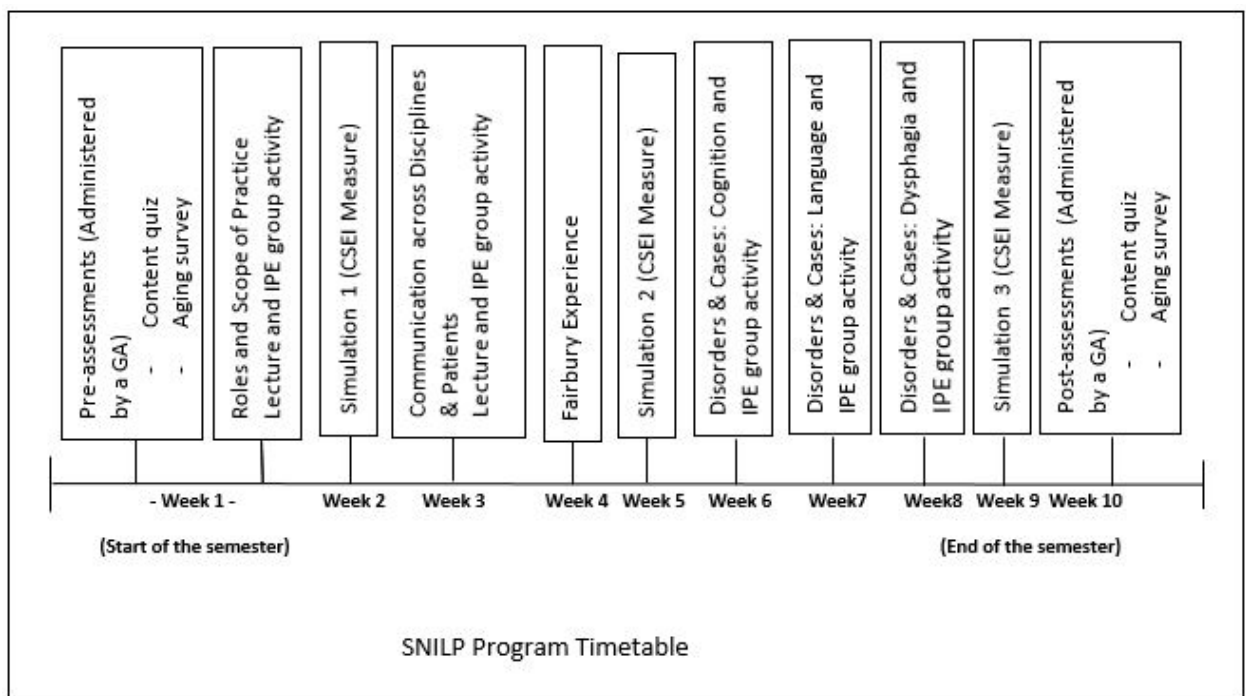 Pre-assessments (Administered
by a GA)
- Content quiz
- Aging survey
Roles and Scope of Practice
Lecture and IPE group activity
Simulation 1 (CSEI Measure)
Communication across Disciplines
& Patients
Lecture and IPE group activity
Fairbury Experience
Simulation 2 (CSEI Measure)
Disorders & Cases: Cognition and
IPE group activity
Disorders & Cases: Language and
IPE group activity
Disorders & Cases: Dysphagia and
IPE group activity
Simulation 3 (CSEI Measure)
Post-assessments (Administered
by a GA)
- Content quiz
- Aging survey
- Week 1 -
Week 2
Week 3
Week 4
Week 5
Week 6
Week7
Week8
Week 9
Week 10
(Start of the semester)
(End of the semester)
SNILP Program Timetable